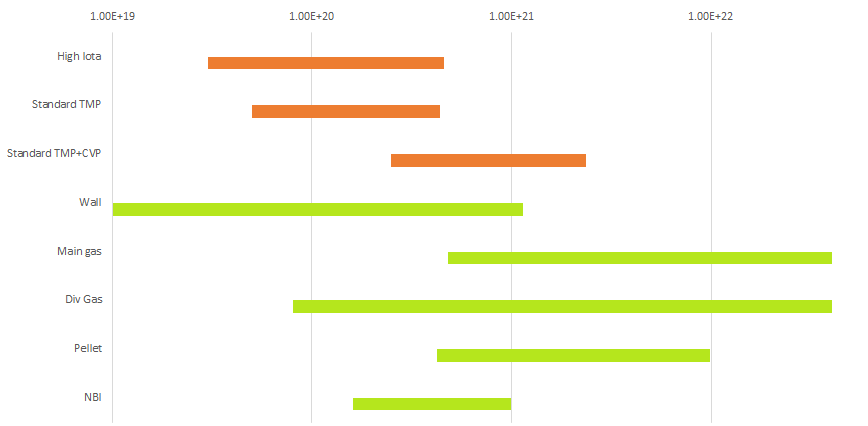 1.00E+19 1.00E+20 1.00E+21 1.00E+22
High Iota
Standard TMP
Standard TMP+CVP
Wall
Main gas
Div Gas
Pellet
NBI